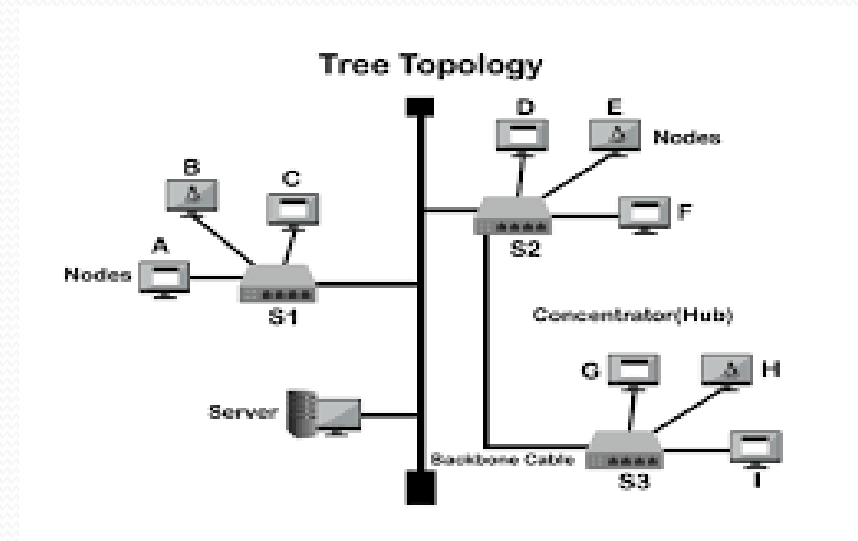 Tree Topology
D
E
Nodes
B
C
F
A
S2
Nodes
S1
Concentrator(Hub)
G
H
Server
Backbone Cable
S3
I